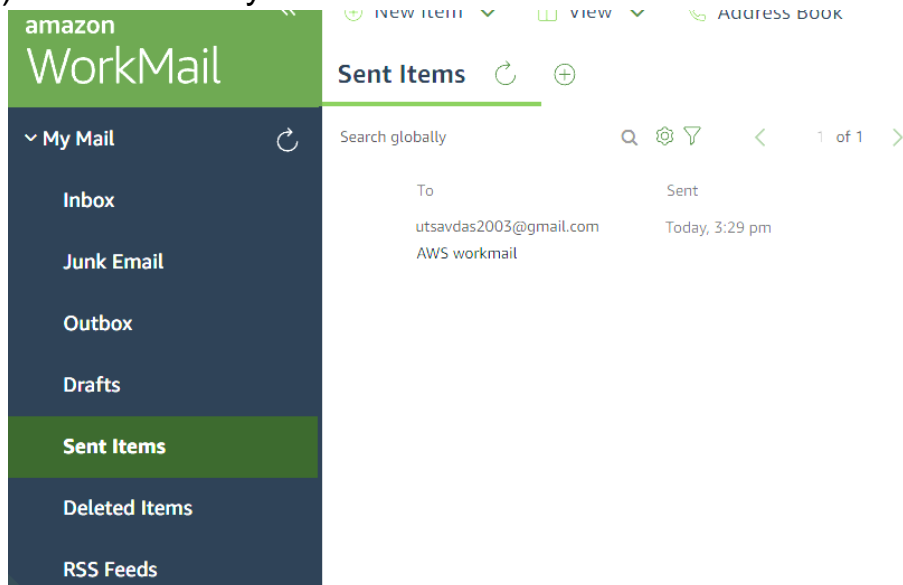 amazon
WorkMail
New Item View Address Book
Sent Items
My Mail
Search globally
1 of 1
Inbox
To Sent
utsavdas2003@gmail.com Today, 3:29 pm
AWS workmail
Junk Email
Outbox
Drafts
Sent Items
Deleted Items
RSS Feeds